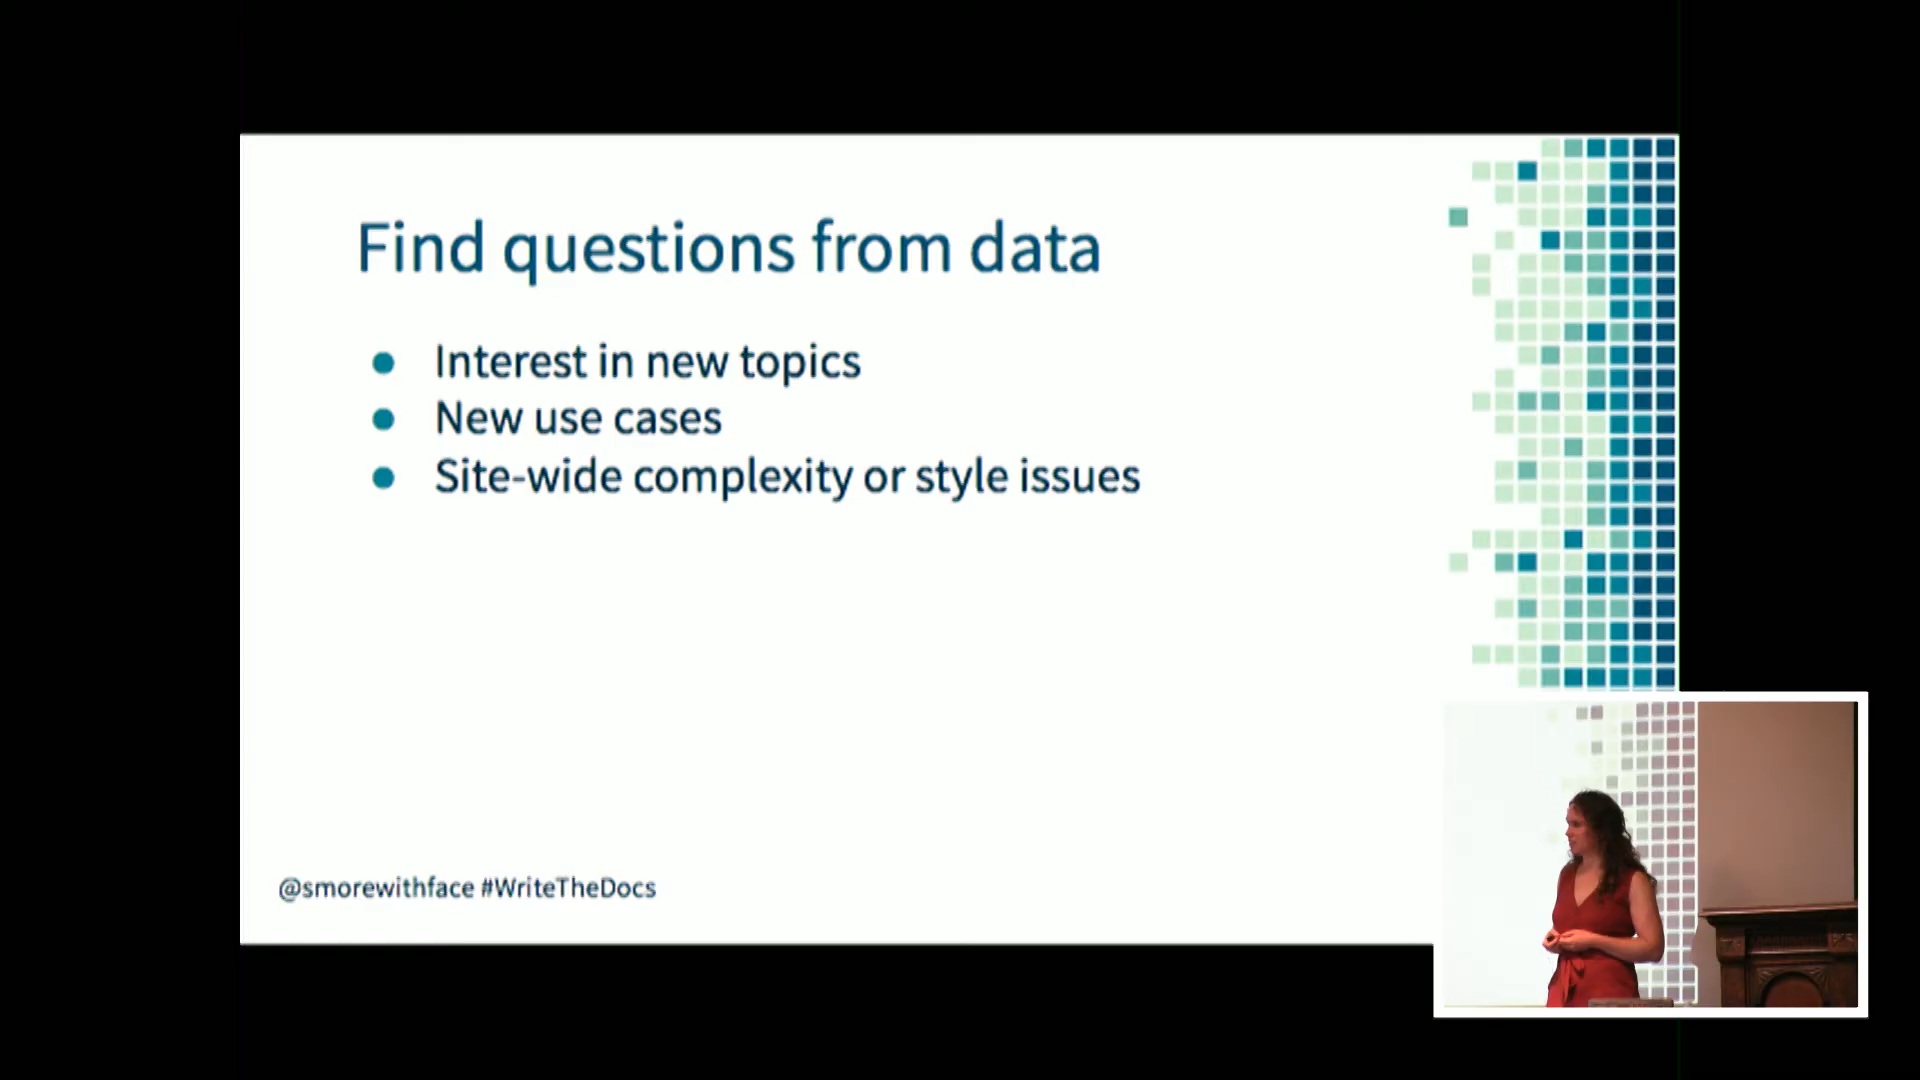 Find questions from data
● Interest in new topics
● New use cases
● Site-wide complexity or style issues
@smorewithface #WriteTheDocs